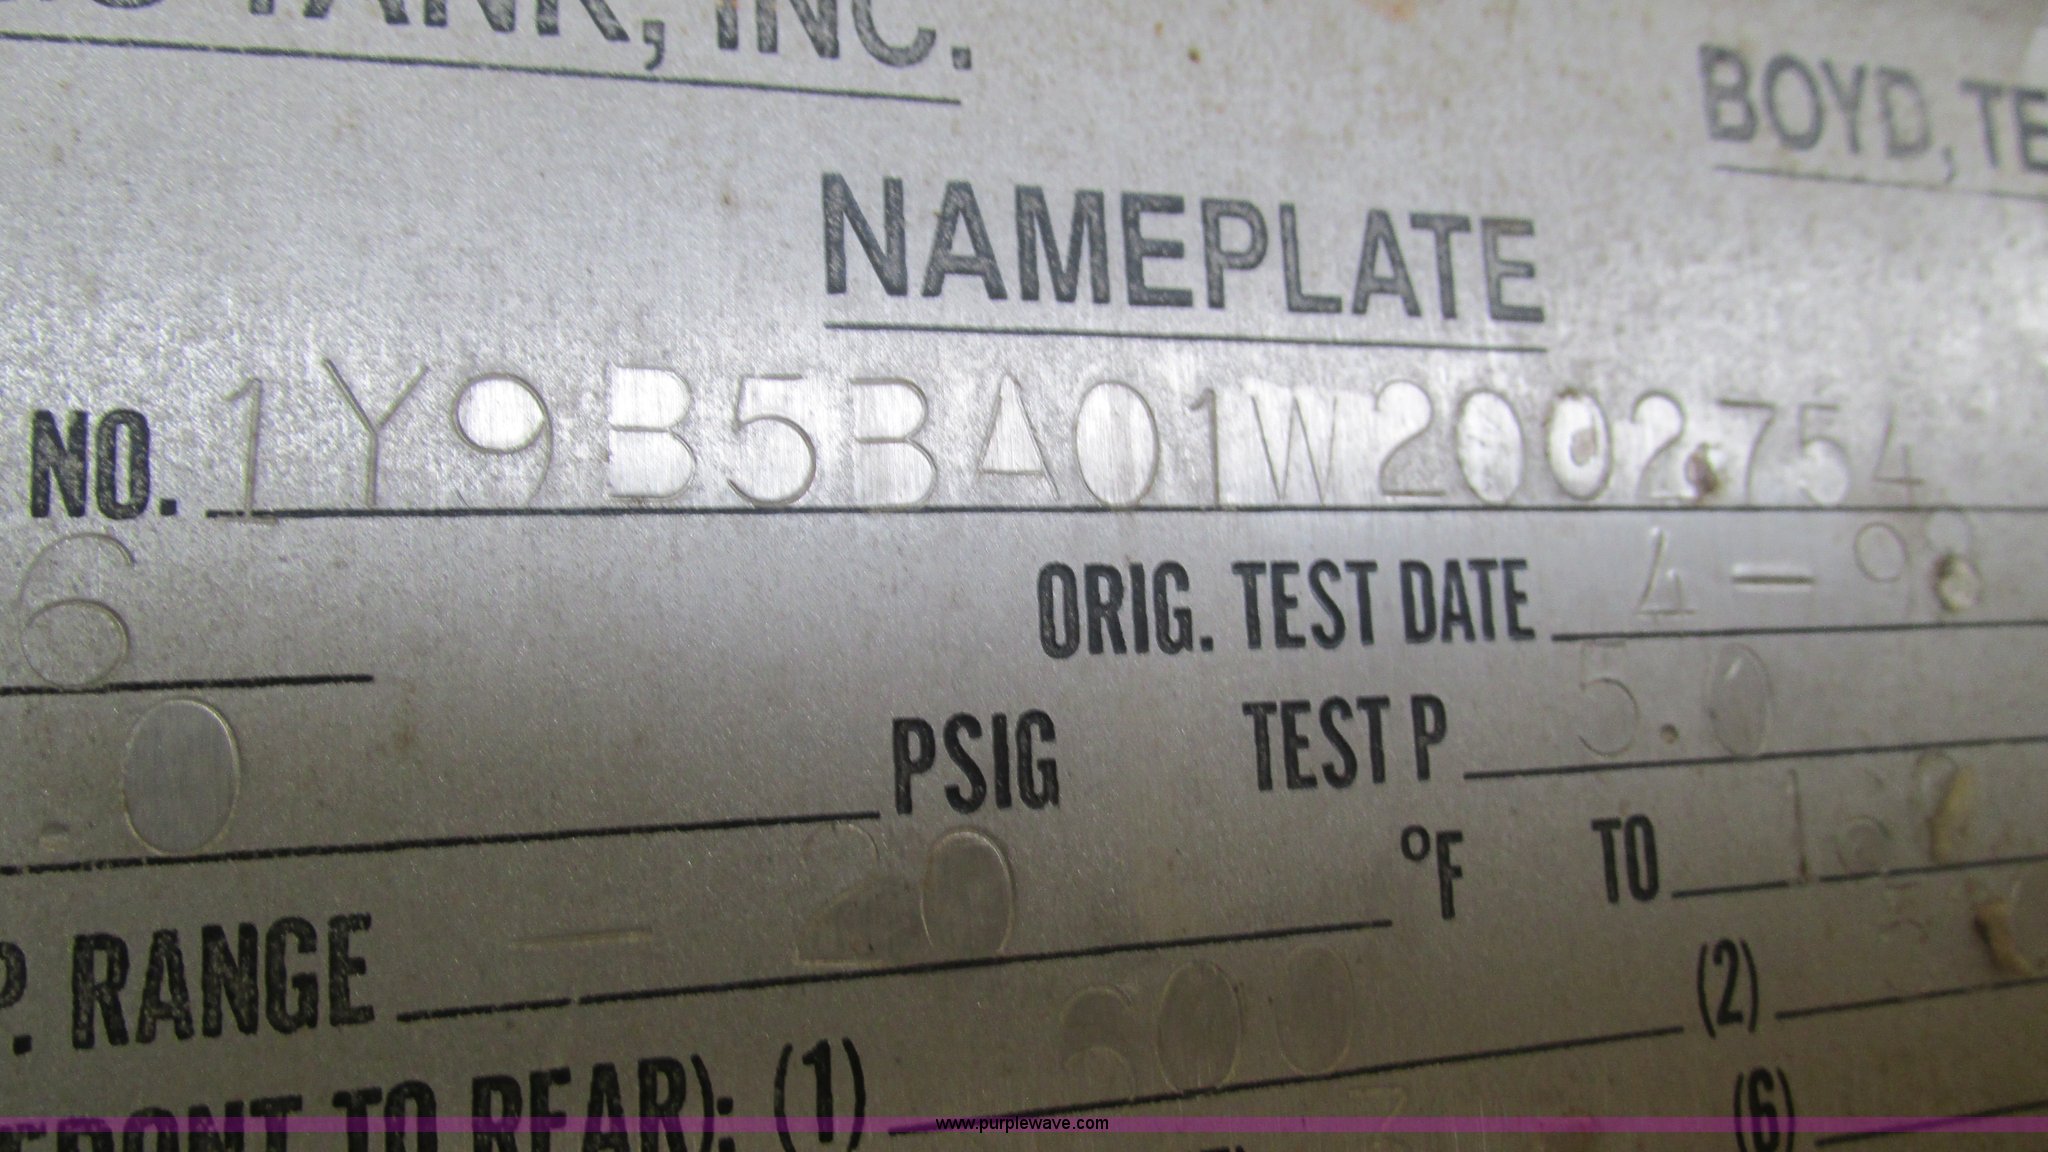 TANK, INC.
BOYD, TE
NAMEPLATE
NO. 1Y9B5BA01W2002754
6 ORIG. TEST DATE 4-98
.0 PSIG TEST P 5.0
P. RANGE - 20 °F TO
FRONT TO REAR): (1) 600 (2)
(6)
www.purplewave.com